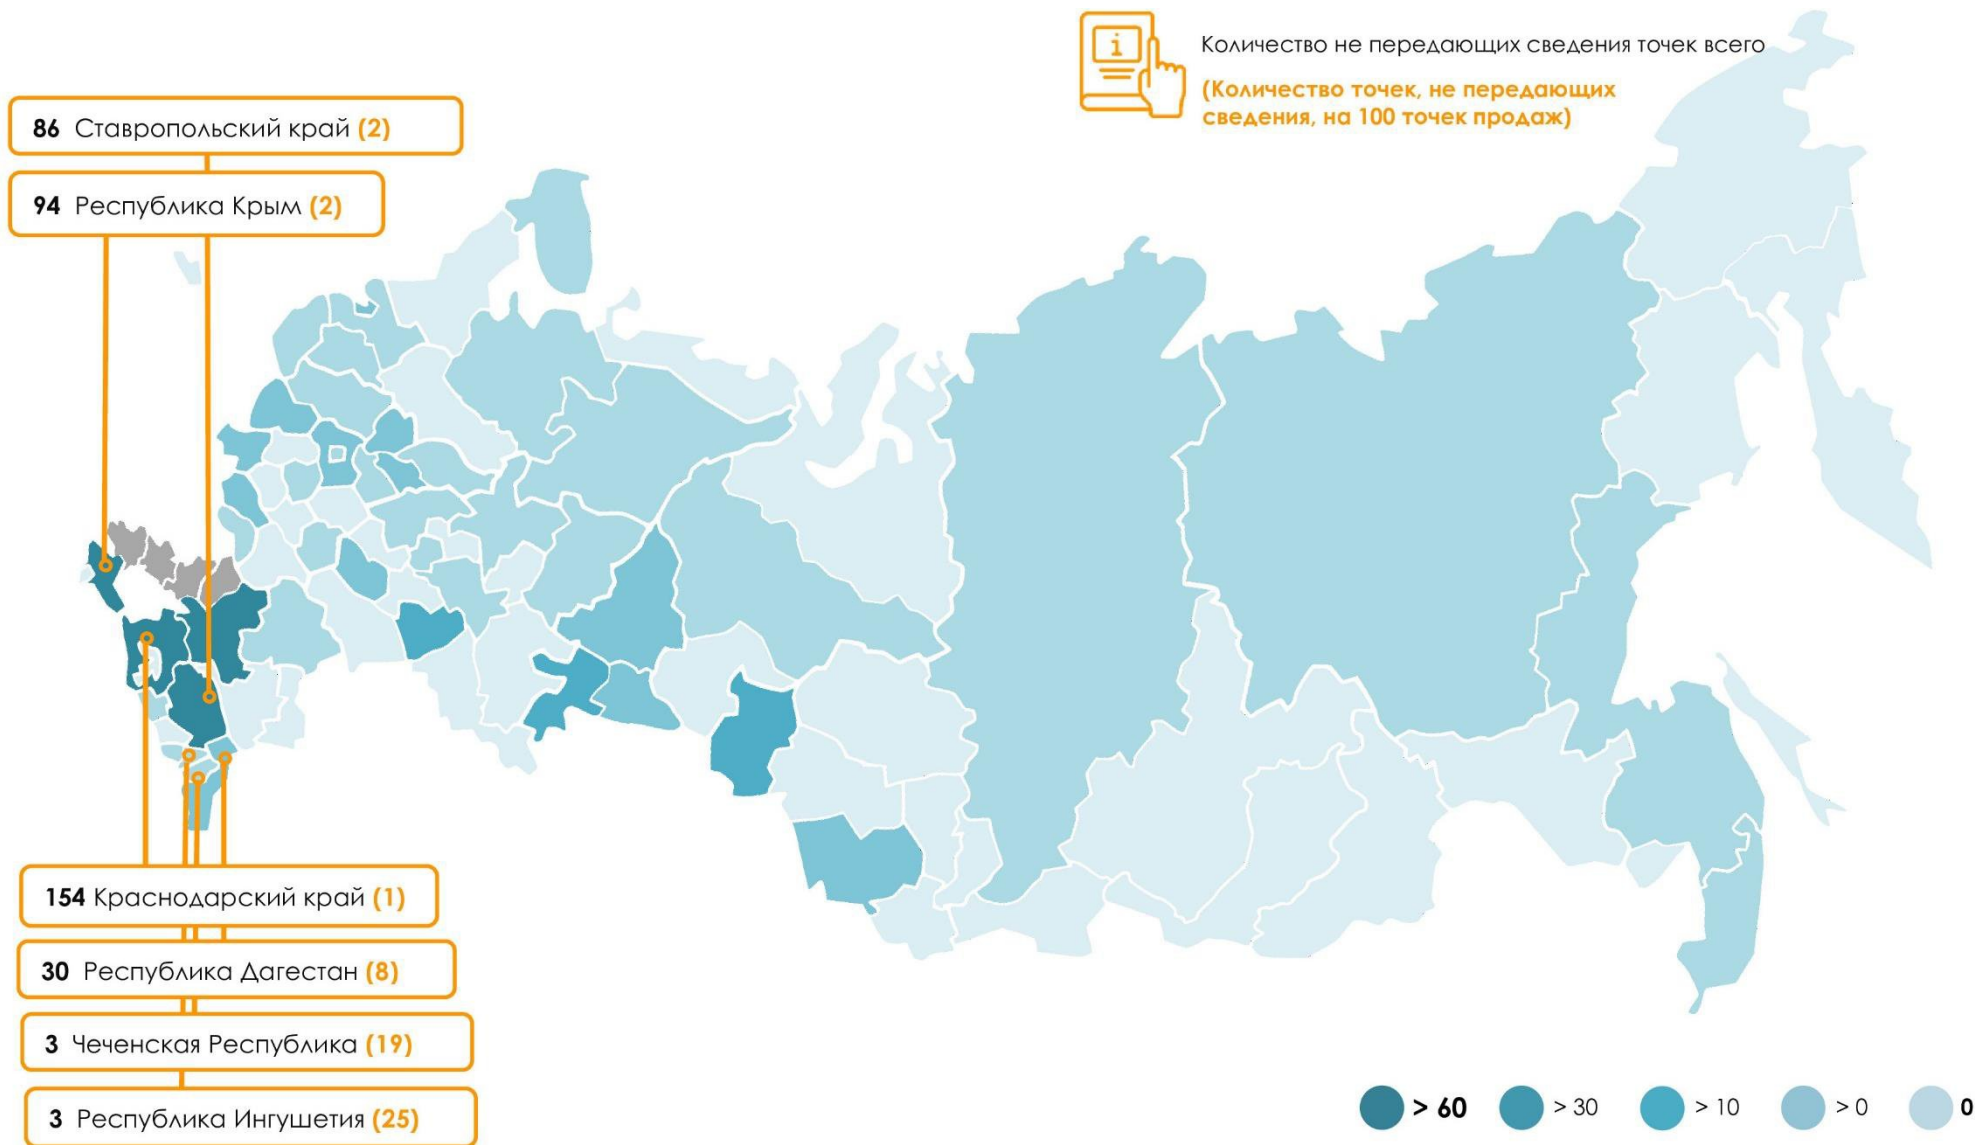 Количество не передающих сведения точек всего
(Количество точек, не передающих
сведения, на 100 точек продаж)
86 Ставропольский край (2)
94 Республика Крым (2)
154 Краснодарский край (1)
30 Республика Дагестан (8)
3 Чеченская Республика (19)
3 Республика Ингушетия (25)
> 60 > 30 > 10 > 0 0